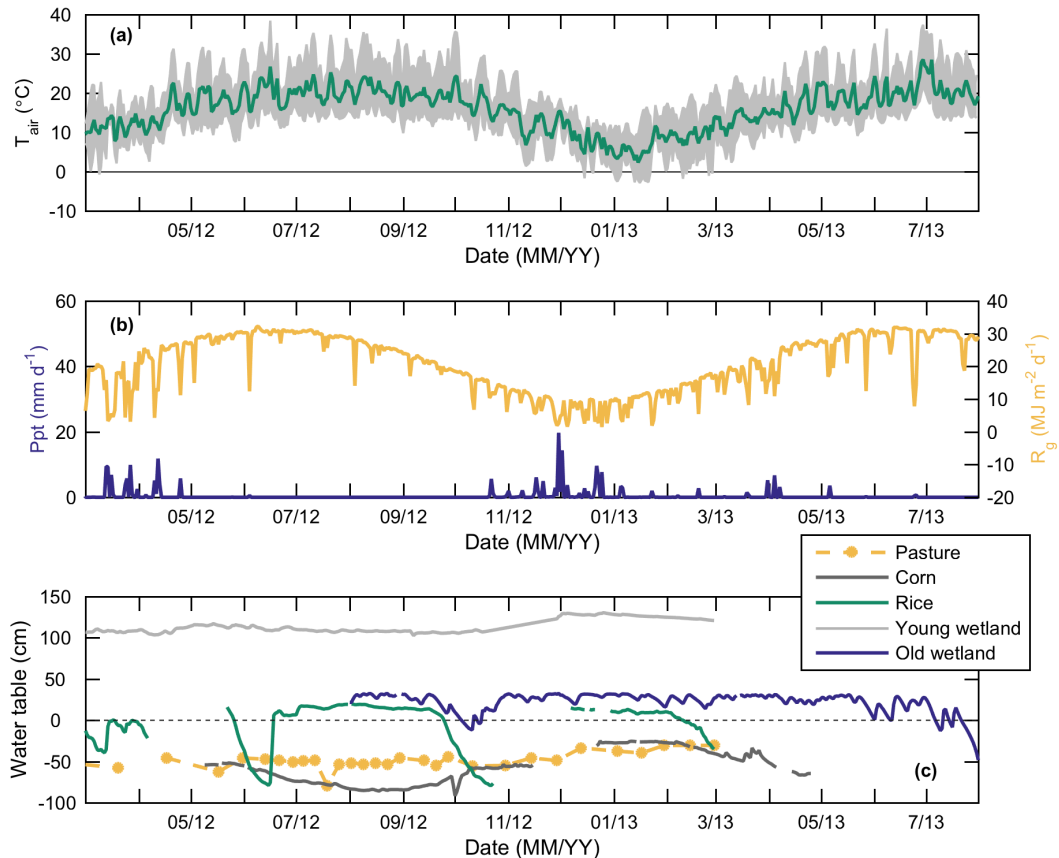 (a)
40
30
20
10
0
-10
T air (°C)
05/12 07/12 09/12 11/12 01/13 3/13 05/13 7/13
Date (MM/YY)
(b)
60
40
20
0
Ppt (mm d-1)
40
30
20
10
0
-10
-20
Rg (MJ m-2 d-1)
05/12 07/12 09/12 11/12 01/13 3/13 05/13 7/13
Date (MM/YY)
Pasture
Corn
Rice
Young wetland
Old wetland
150
100
50
0
-50
-100
Water table (cm)
(c)
05/12 07/12 09/12 11/12 01/13 3/13 05/13 7/13
Date (MM/YY)